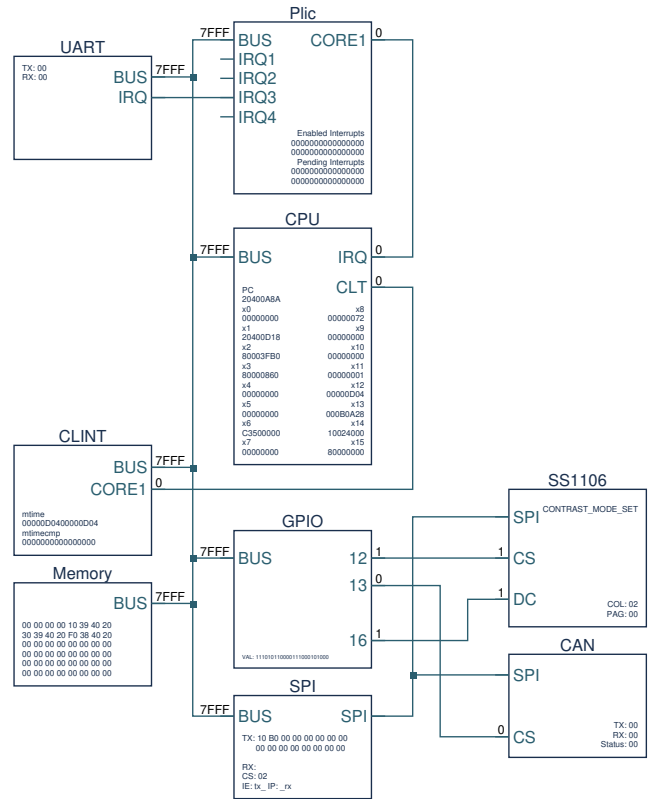 Plic
7FFF
BUS
CORE1
0
IRQ1
IRQ2
IRQ3
IRQ4
Enabled Interrupts
0000000000000000
0000000000000000
Pending Interrupts
0000000000000000
0000000000000000
UART
TX: 00
RX: 00
BUS
7FFF
IRQ
CPU
7FFF
BUS
IRQ
0
CLT
0
PC
20400A8A
x0
00000000
x1
20400D18
x2
80003FB0
x3
80000860
x4
00000000
x5
00000000
x6
C3500000
x7
00000000
x8
00000072
x9
00000000
x10
00000000
x11
00000001
x12
00000D04
x13
000B0A28
x14
10024000
x15
80000000
CLINT
BUS
7FFF
CORE1
0
mtime
00000D0400000D04
mtimecmp
0000000000000000
Memory
BUS
7FFF
00 00 00 00 10 39 40 20
30 39 40 20 F0 38 40 20
00 00 00 00 00 00 00 00
00 00 00 00 00 00 00 00
00 00 00 00 00 00 00 00
00 00 00 00 00 00 00 00
GPIO
7FFF
BUS
12
1
13
0
16
1
SPI
7FFF
BUS
SPI
TX: 10 B0 00 00 00 00 00 00
00 00 00 00 00 00 00 00
RX:
CS: 02
IE: tx_ IP: _rx
SS1106
SPI
CONTRAST_MODE_SET
1
CS
1
DC
COL: 02
PAG: 00
CAN
SPI
0
CS
TX: 00
RX: 00
Status: 00